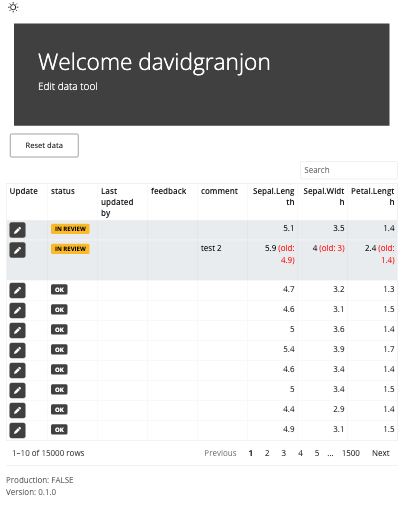 Welcome davidgranjon
Edit data tool
Reset data
Search
Update status Last updated by feedback comment Sepal.Length Sepal.Width Petal.Length
IN REVIEW 5.1 3.5 1.4
IN REVIEW test 2 5.9 (old: 4.9) 4 (old: 3) 2.4 (old: 1.4)
OK 4.7 3.2 1.3
OK 4.6 3.1 1.5
OK 5 3.6 1.4
OK 5.4 3.9 1.7
OK 4.6 3.4 1.4
OK 5 3.4 1.5
OK 4.4 2.9 1.4
OK 4.9 3.1 1.5
1–10 of 15000 rows Previous 1 2 3 4 5 ... 1500 Next
Production: FALSE
Version: 0.1.0